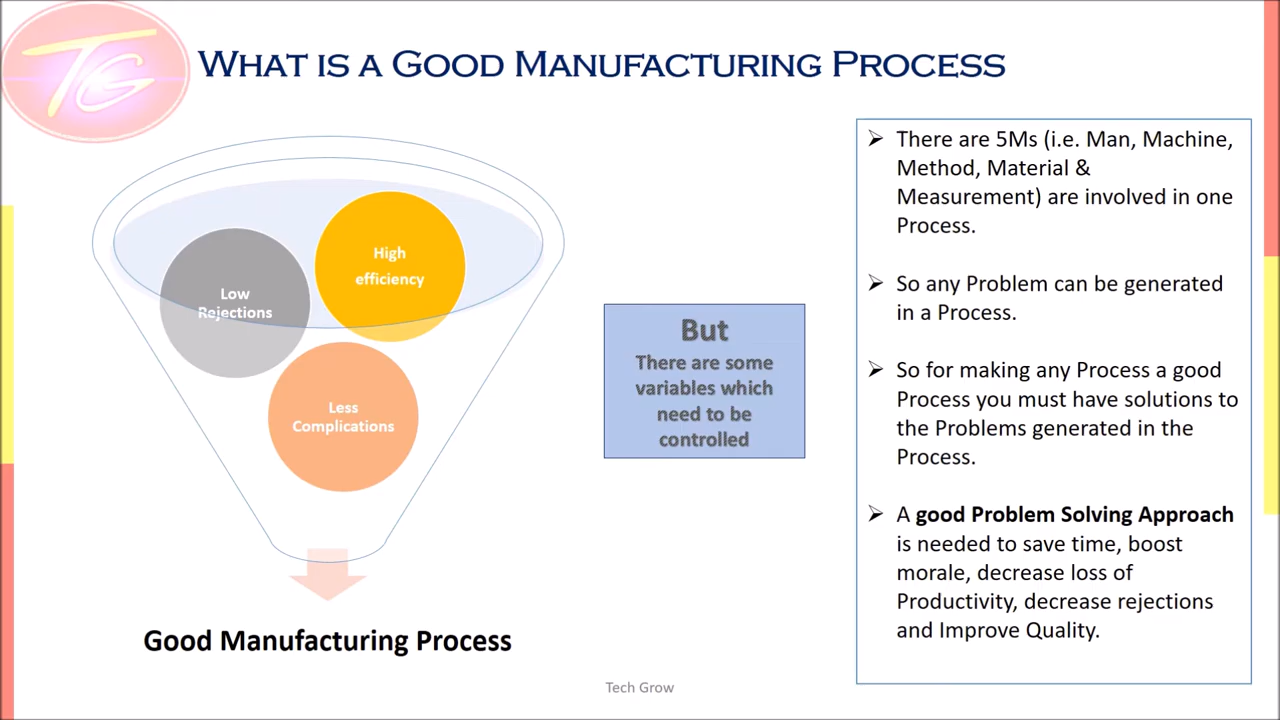 TG
What is a Good Manufacturing Process
Low
Rejections
High
efficiency
Less
Complications
Good Manufacturing Process
But
There are some
variables which
need to be
controlled
➢ There are 5Ms (i.e. Man, Machine,
Method, Material &
Measurement) are involved in one
Process.
➢ So any Problem can be generated
in a Process.
➢ So for making any Process a good
Process you must have solutions to
the Problems generated in the
Process.
➢ A good Problem Solving Approach
is needed to save time, boost
morale, decrease loss of
Productivity, decrease rejections
and Improve Quality.
Tech Grow